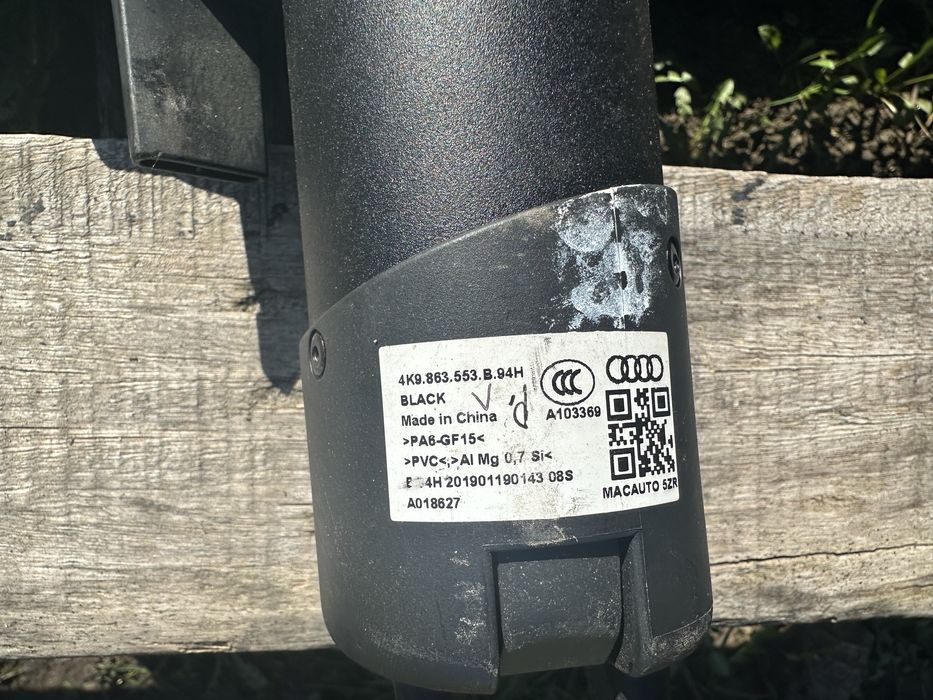 4K9.863.553.B.94H
BLACK
Made in China
>PA6-GF15<
>PVC<,>Al Mg 0,7 Si<
4H 201901190143 08S
A018627
CCC
A103369
MACAUTO 5ZR